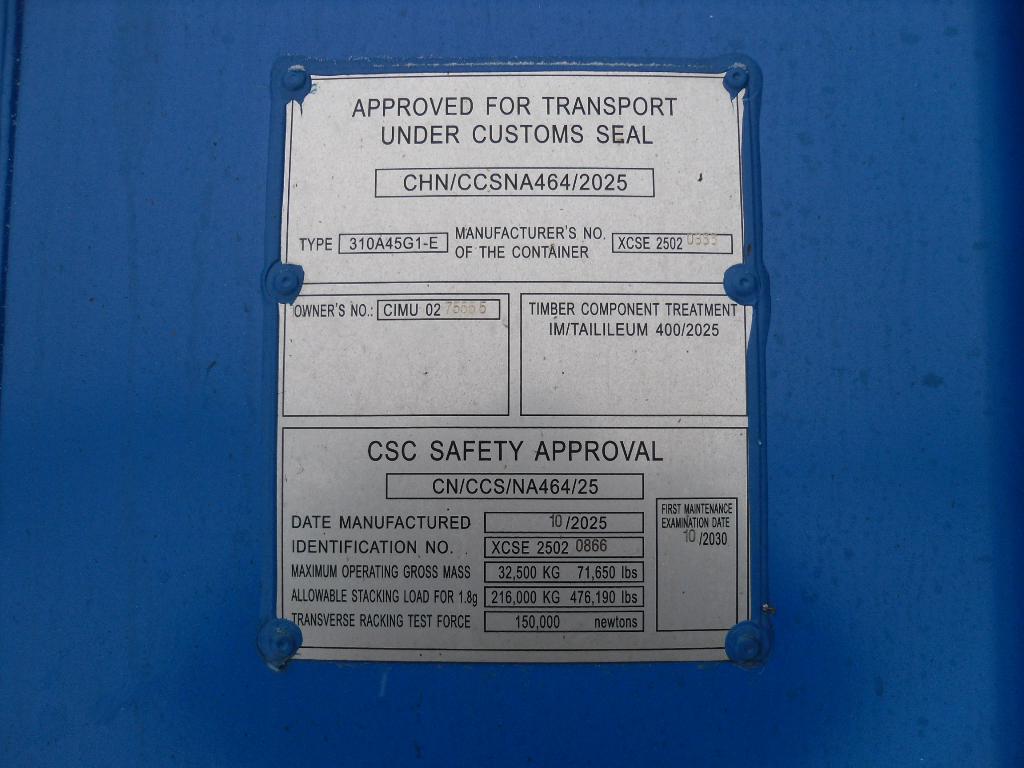 APPROVED FOR TRANSPORT
UNDER CUSTOMS SEAL
CHN/CCSNA464/2025
TYPE 310A45G1-E
MANUFACTURER'S NO.
OF THE CONTAINER
XCSE 2502
OWNER'S NO.: CIMU 02
TIMBER COMPONENT TREATMENT
IM/TAILILEUM 400/2025
CSC SAFETY APPROVAL
CN/CCS/NA464/25
DATE MANUFACTURED 10/2025
IDENTIFICATION NO. XCSE 2502 0866
MAXIMUM OPERATING GROSS MASS 32,500 KG 71,650 lbs
ALLOWABLE STACKING LOAD FOR 1.8g 216,000 KG 476,190 lbs
TRANSVERSE RACKING TEST FORCE 150,000 newtons
FIRST MAINTENANCE
EXAMINATION DATE
10/2030